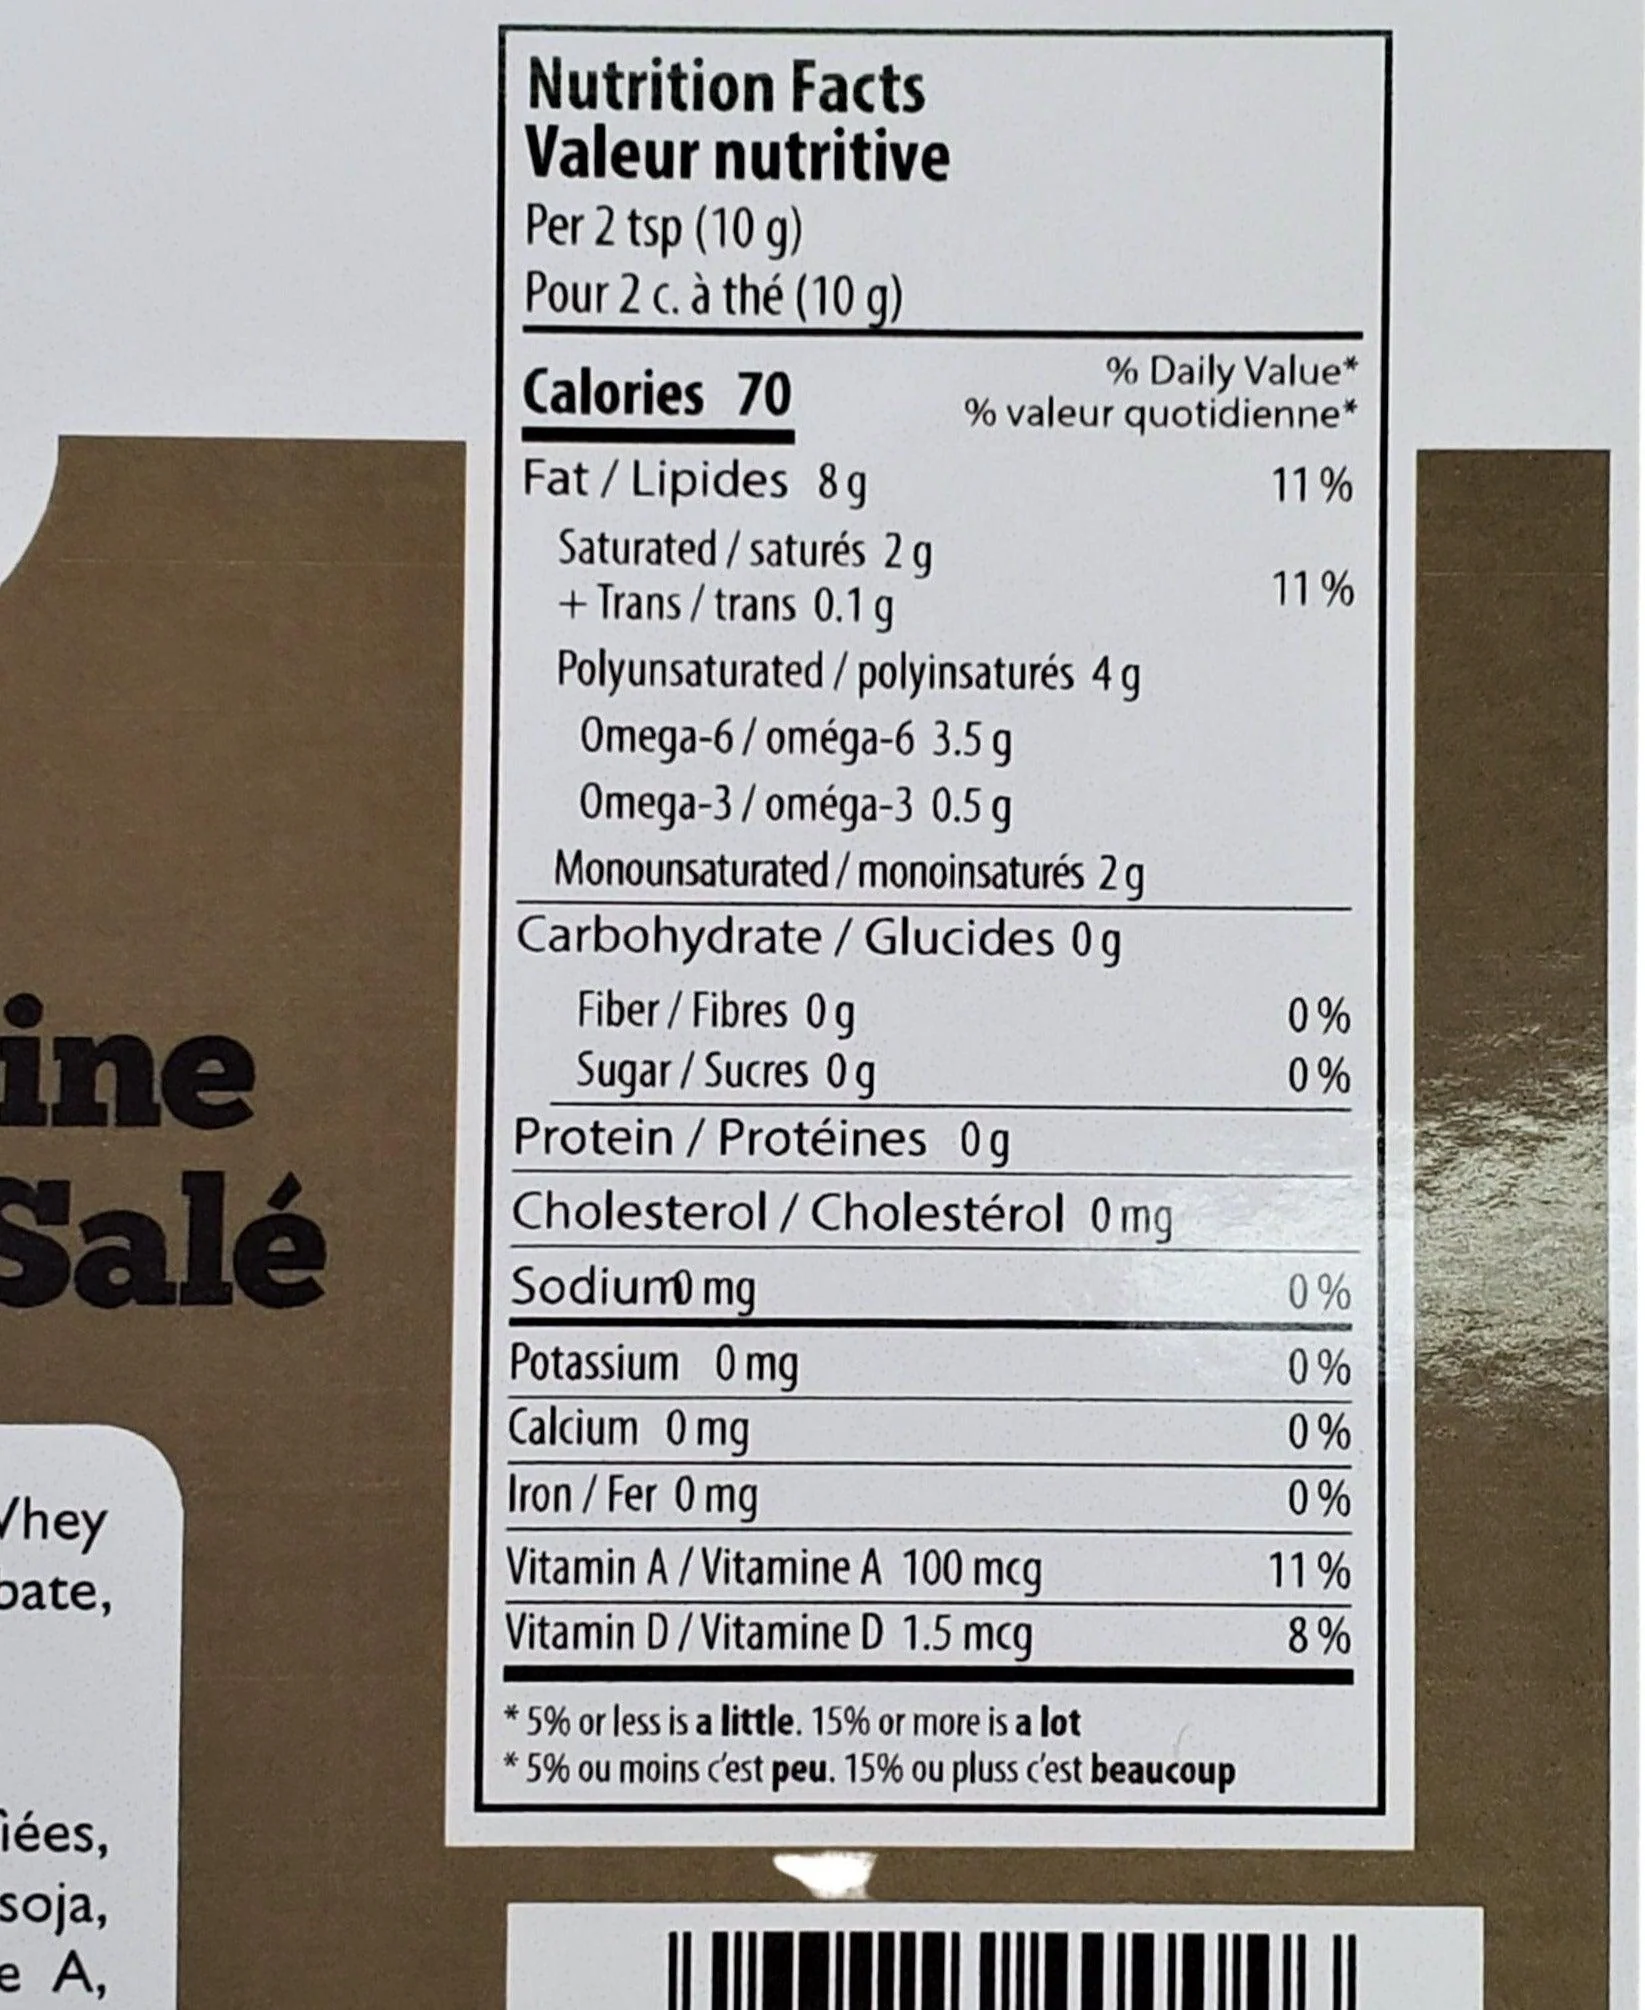 Nutrition Facts
Valeur nutritive
Per 2 tsp (10 g)
Pour 2 c. à thé (10 g)
% Daily Value*
Calories 70
% valeur quotidienne*
Fat / Lipides 8 g 11 %
Saturated / saturés 2 g
+ Trans / trans 0.1 g 11 %
Polyunsaturated / polyinsaturés 4 g
Omega-6 / oméga-6 3.5 g
Omega-3 / oméga-3 0.5 g
Monounsaturated / monoinsaturés 2 g
Carbohydrate / Glucides 0 g
Fiber / Fibres 0 g 0 %
Sugar / Sucres 0 g 0 %
Protein / Protéines 0 g
Cholesterol / Cholestérol 0 mg
Sodium 0 mg 0 %
Potassium 0 mg 0 %
Calcium 0 mg 0 %
Iron / Fer 0 mg 0 %
Vitamin A / Vitamine A 100 mcg 11 %
Vitamin D / Vitamine D 1.5 mcg 8 %
* 5% or less is a little. 15% or more is a lot
* 5% ou moins c'est peu. 15% ou pluss c'est beaucoup
ine
Salé
Whey
bate,
iées,
soja,
e A,